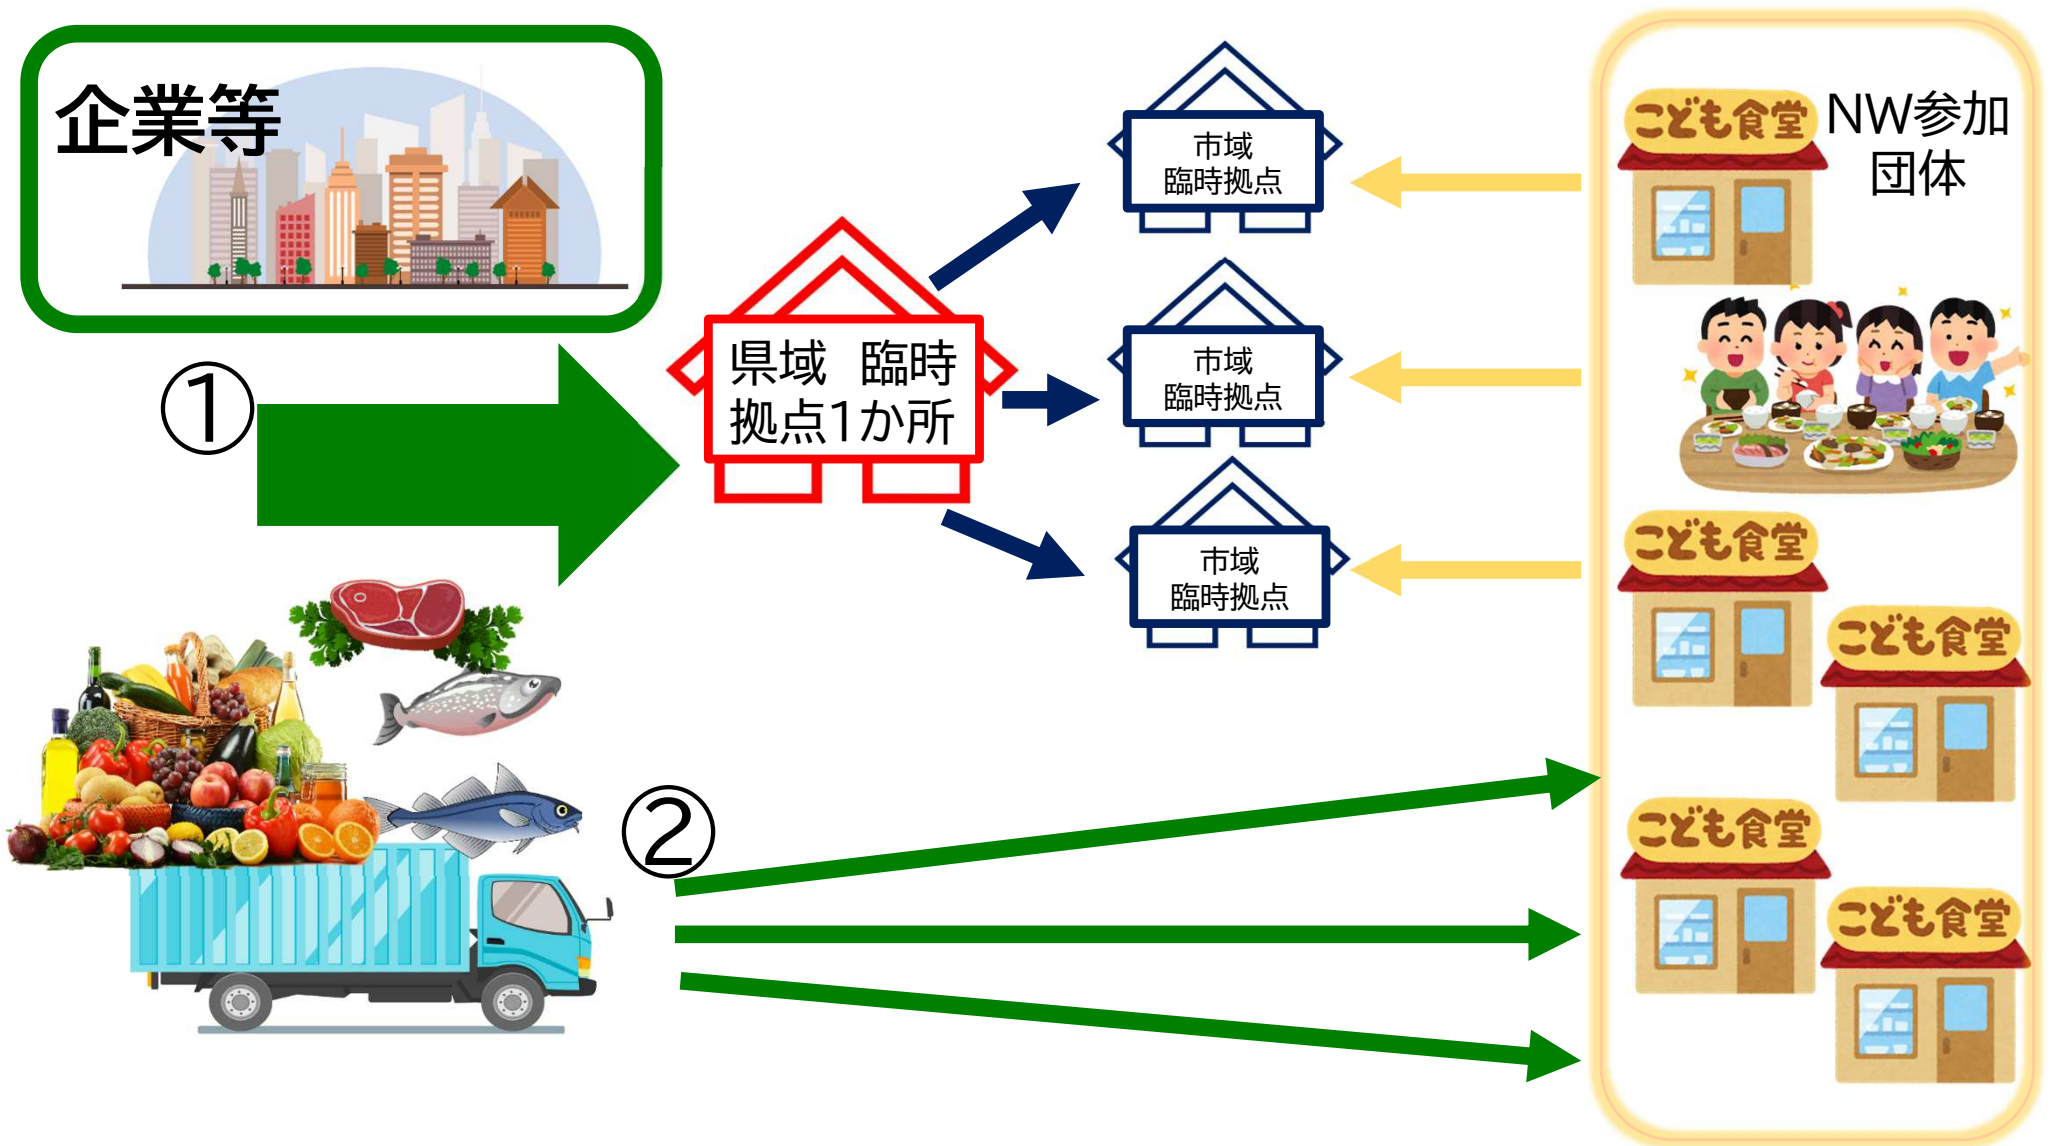 企業等
①
県域 臨時
拠点1か所
市域
臨時拠点
市域
臨時拠点
市域
臨時拠点
②
こども食堂
NW参加
団体
こども食堂
こども食堂
こども食堂
こども食堂